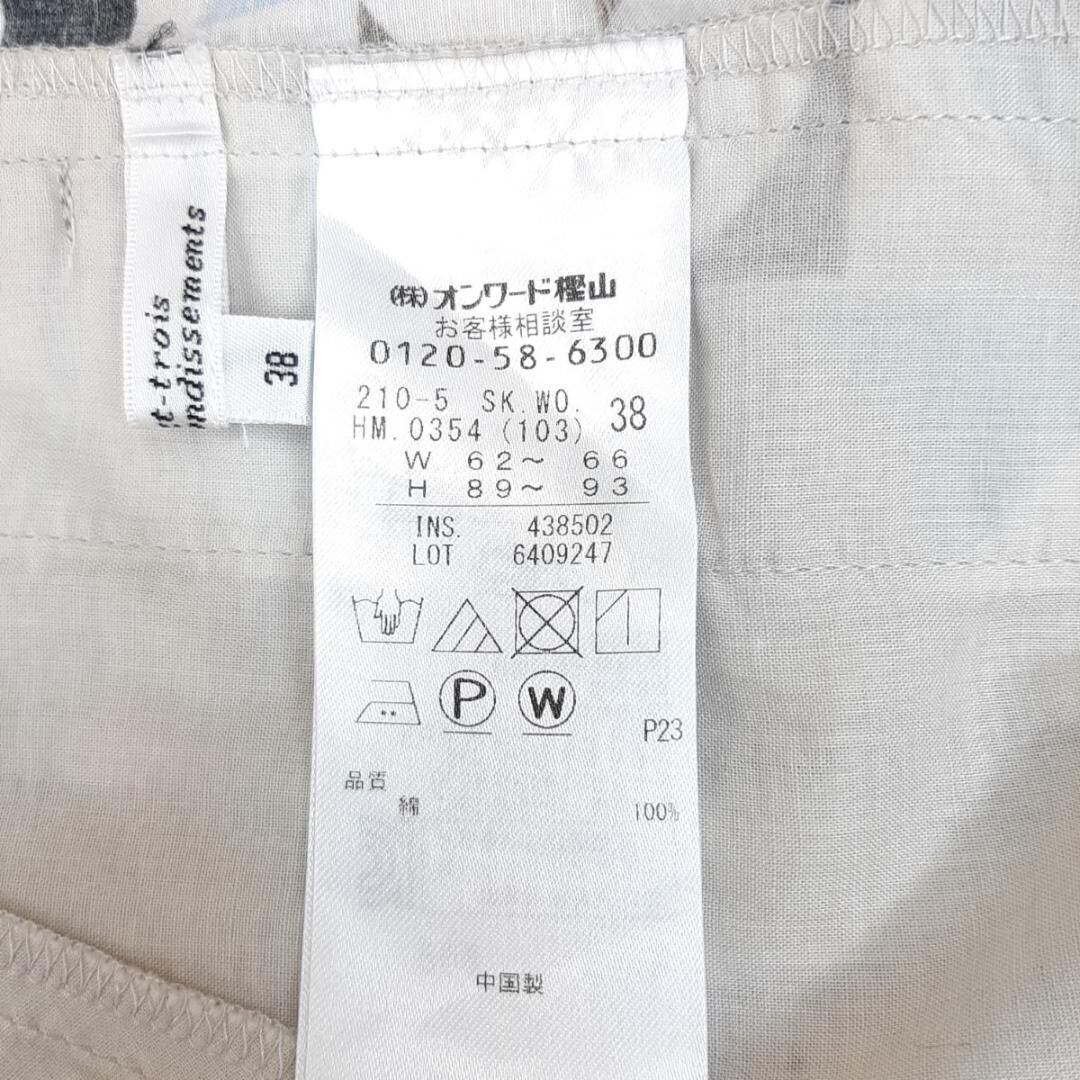 t-trois
ndissements
38
(株)オンワード樫山
お客様相談室
0120-58-6300
210-5 SK.WO. 38
HM.0354 (103)
W 62～ 66
H 89～ 93
INS. 438502
LOT 6409247
P W
P23
品質
綿 100%
中国製